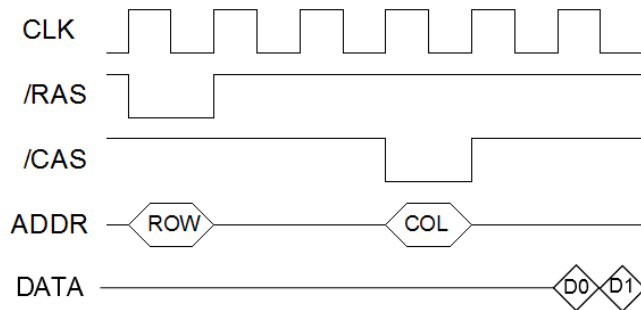 CLK
/RAS
/CAS
ADDR ROW COL
DATA D0 D1